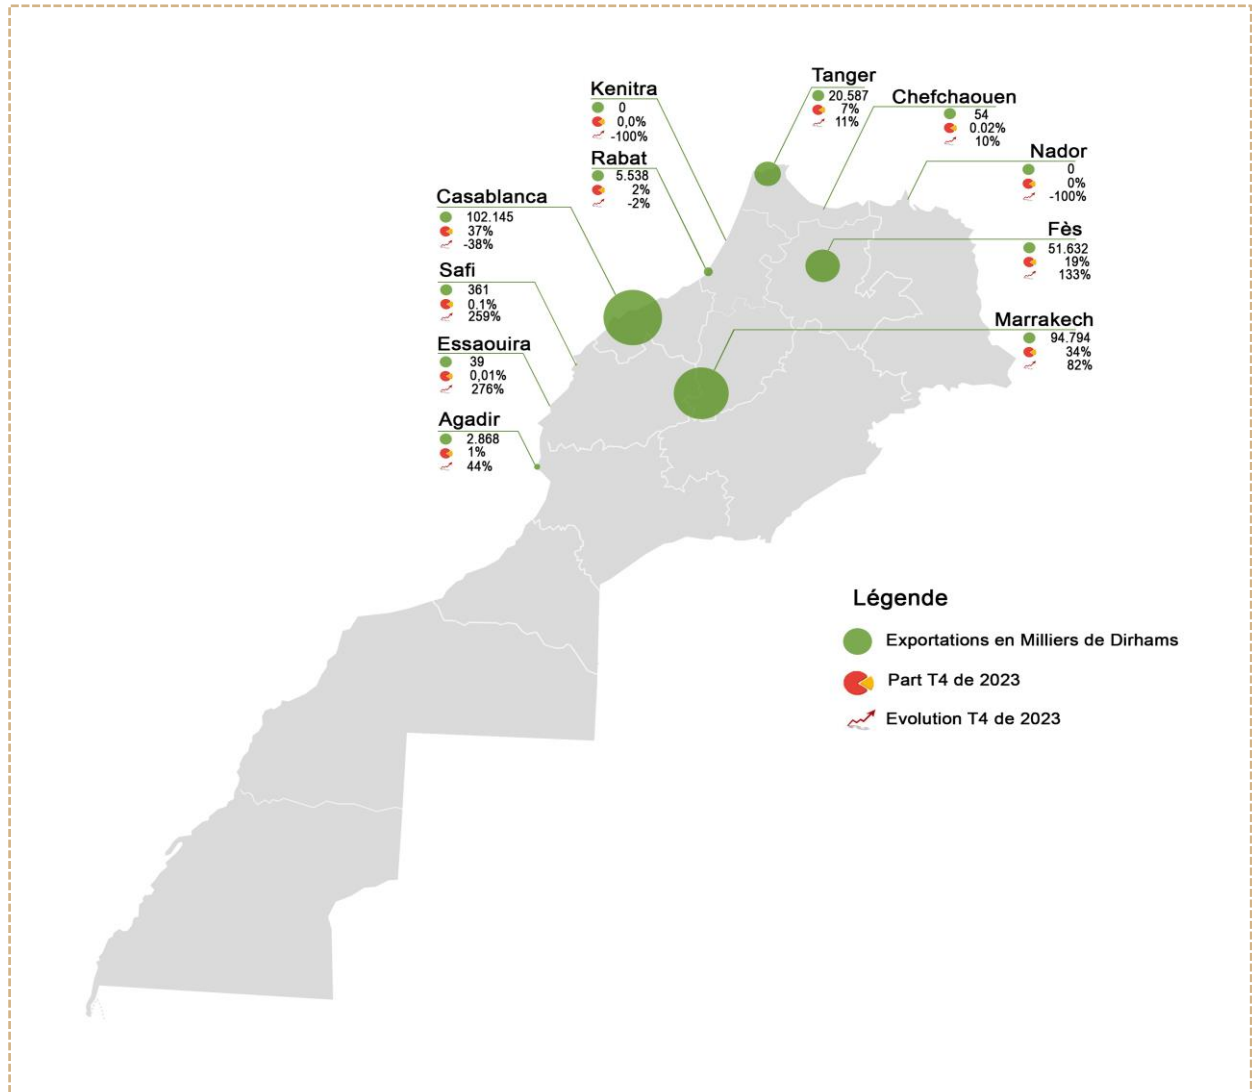 Tanger
20.587
7%
11%
Kenitra
0
0,0%
-100%
Chefchaouen
54
0.02%
10%
Rabat
5.538
2%
-2%
Nador
0
0%
-100%
Casablanca
102.145
37%
-38%
Fès
51.632
19%
133%
Safi
361
0.1%
259%
Marrakech
94.794
34%
82%
Essaouira
39
0,01%
276%
Agadir
2.868
1%
44%
Légende
Exportations en Milliers de Dirhams
Part T4 de 2023
Evolution T4 de 2023